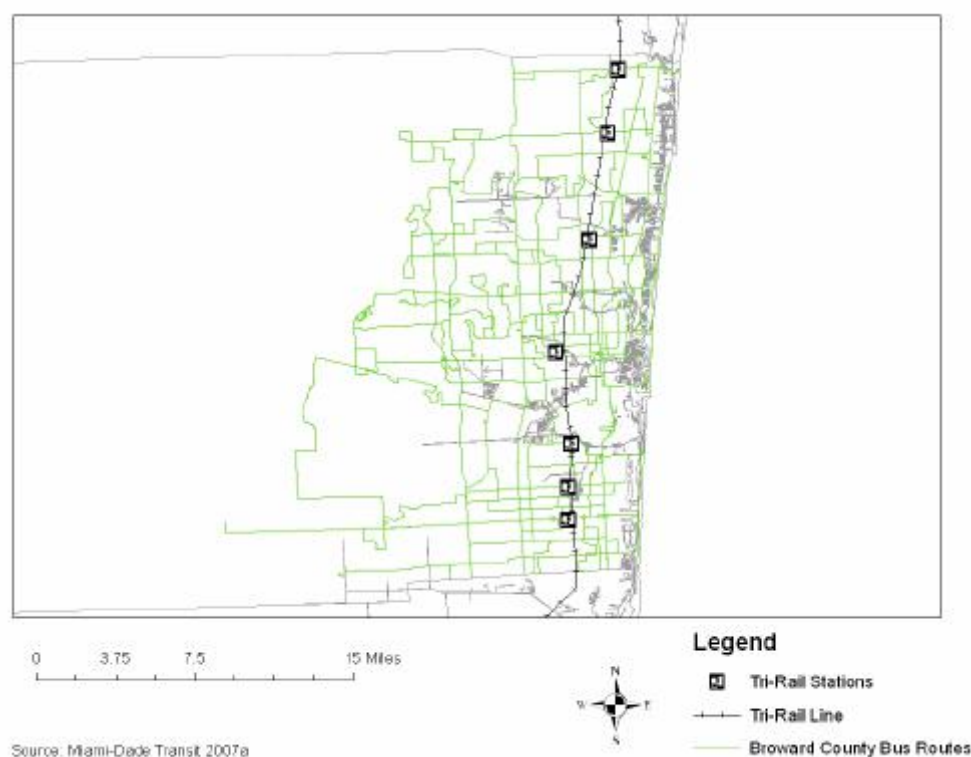 0 3.75 7.5 15 Miles
N
W E
S
Legend
Tri-Rail Stations
Tri-Rail Line
Broward County Bus Routes
Source: Miami-Dade Transit 2007a